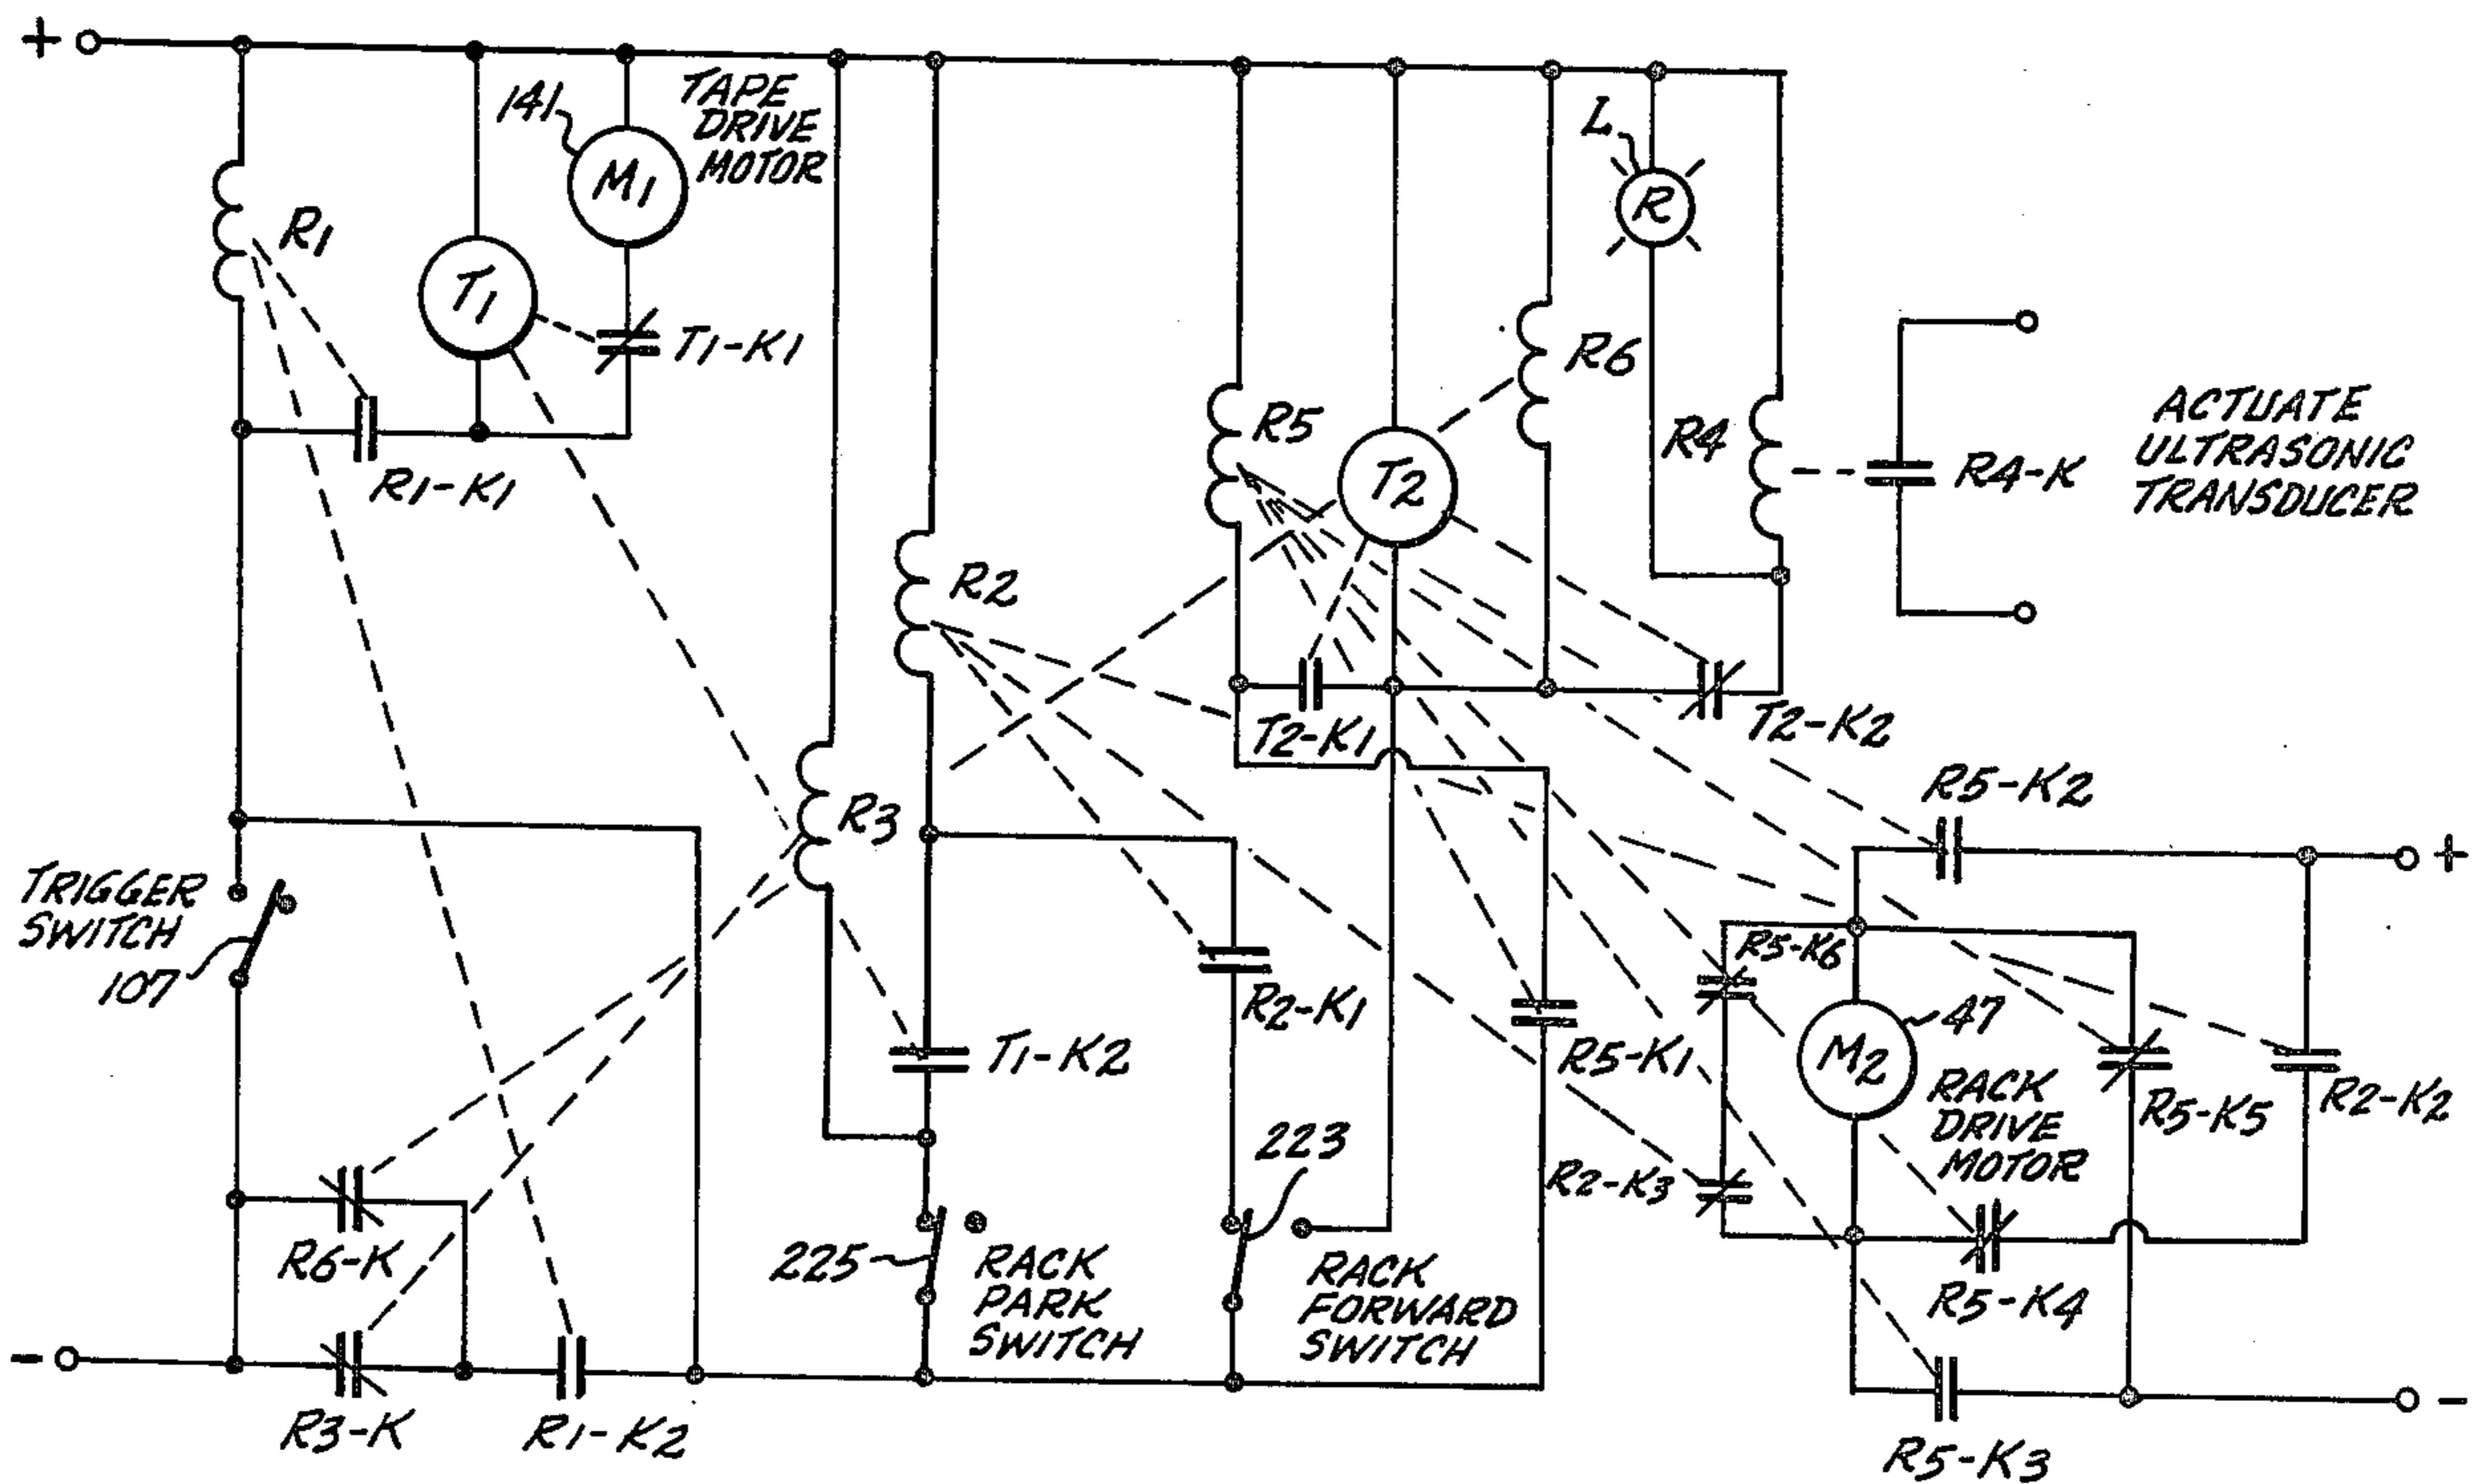 +
141
TAPE
DRIVE
MOTOR
M1
R1
T1
T1-K1
R1-K1
L
R
R6
R5
T2
R4
R4-K
ACTUATE
ULTRASONIC
TRANSDUCER
R2
T2-K1
T2-K2
R3
R5-K2
+
TRIGGER
SWITCH
107
R5-K6
R2-K1
47
M2
T1-K2
R5-K1
RACK
DRIVE
MOTOR
R5-K5
R2-K2
223
R2-K3
R6-K
225
RACK
PARK
SWITCH
RACK
FORWARD
SWITCH
R5-K4
-
R3-K
R1-K2
-
R5-K3